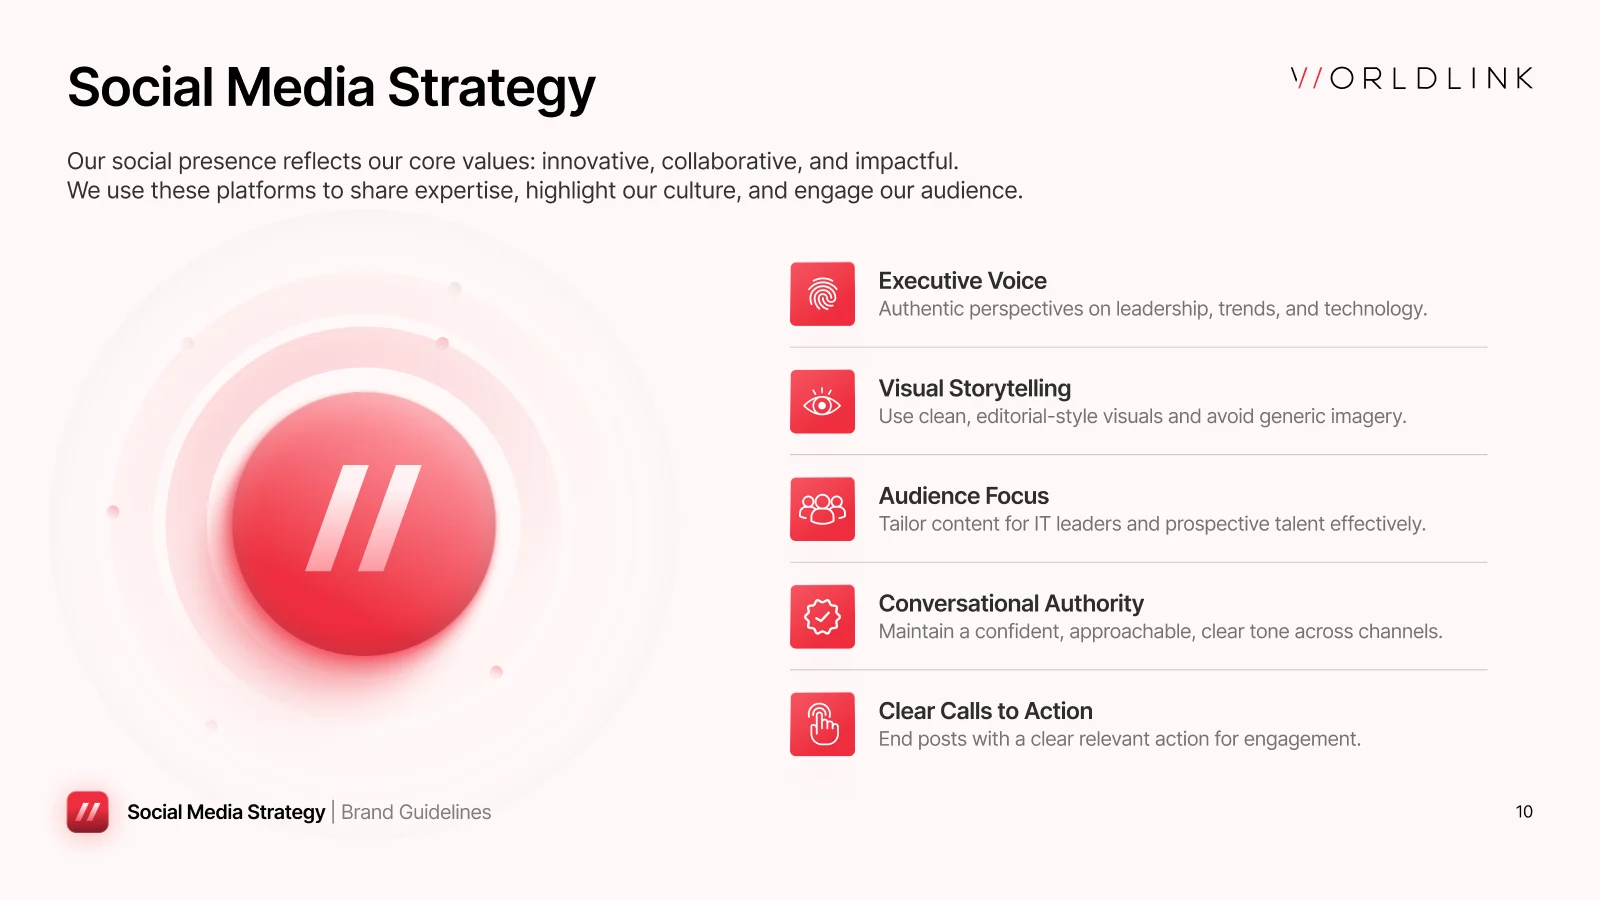 Social Media Strategy
WORLDLINK
Our social presence reflects our core values: innovative, collaborative, and impactful.
We use these platforms to share expertise, highlight our culture, and engage our audience.
Executive Voice
Authentic perspectives on leadership, trends, and technology.
Visual Storytelling
Use clean, editorial-style visuals and avoid generic imagery.
Audience Focus
Tailor content for IT leaders and prospective talent effectively.
Conversational Authority
Maintain a confident, approachable, clear tone across channels.
Clear Calls to Action
End posts with a clear relevant action for engagement.
Social Media Strategy | Brand Guidelines
10